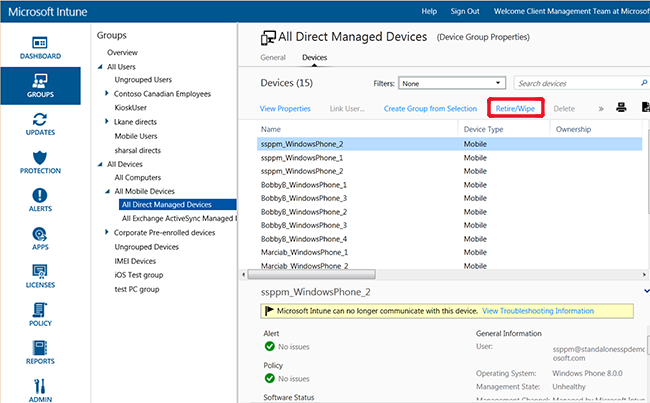 Microsoft Intune
Help Sign Out Welcome Client Management Team at Microsof
DASHBOARD
GROUPS
UPDATES
PROTECTION
ALERTS
APPS
LICENSES
POLICY
REPORTS
ADMIN
Groups
Overview
All Users
Ungrouped Users
Contoso Canadian Employees
KioskUser
Lkane directs
Mobile Users
sharsal directs
All Devices
All Computers
All Mobile Devices
All Direct Managed Devices
All Exchange ActiveSync Managed I
Corporate Pre-enrolled devices
Ungrouped Devices
IMEI Devices
iOS Test group
test PC group
All Direct Managed Devices (Device Group Properties)
General Devices
Devices (15) Filters: None Search devices
View Properties Link User... Create Group from Selection Retire/Wipe Delete »
Name Device Type Ownership
ssppm_WindowsPhone_2 Mobile
ssppm_WindowsPhone_1 Mobile
ssppm_WindowsPhone_2 Mobile
BobbyB_WindowsPhone_1 Mobile
BobbyB_WindowsPhone_3 Mobile
BobbyB_WindowsPhone_2 Mobile
BobbyB_WindowsPhone_3 Mobile
BobbyB_WindowsPhone_4 Mobile
Marciab_WindowsPhone_1 Mobile
Marciab_WindowsPhone_2 Mobile
ssppm_WindowsPhone_2
Microsoft Intune can no longer communicate with this device. View Troubleshooting Information
Alert
No issues
Policy
No issues
Software Status
General Information
User: ssppm@standalonesspdemo
osoft.com
Operating System: Windows Phone 8.0.0
Management State: Unhealthy
Management Channel: Managed by Microsoft Intun